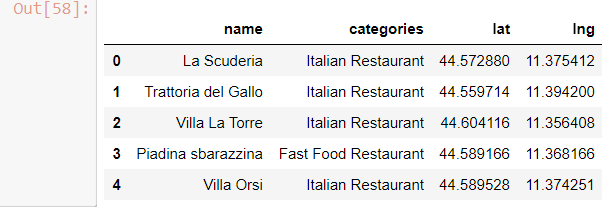 Out[58]:
name categories lat lng
0 La Scuderia Italian Restaurant 44.572880 11.375412
1 Trattoria del Gallo Italian Restaurant 44.559714 11.394200
2 Villa La Torre Italian Restaurant 44.604116 11.356408
3 Piadina sbarazzina Fast Food Restaurant 44.589166 11.368166
4 Villa Orsi Italian Restaurant 44.589528 11.374251